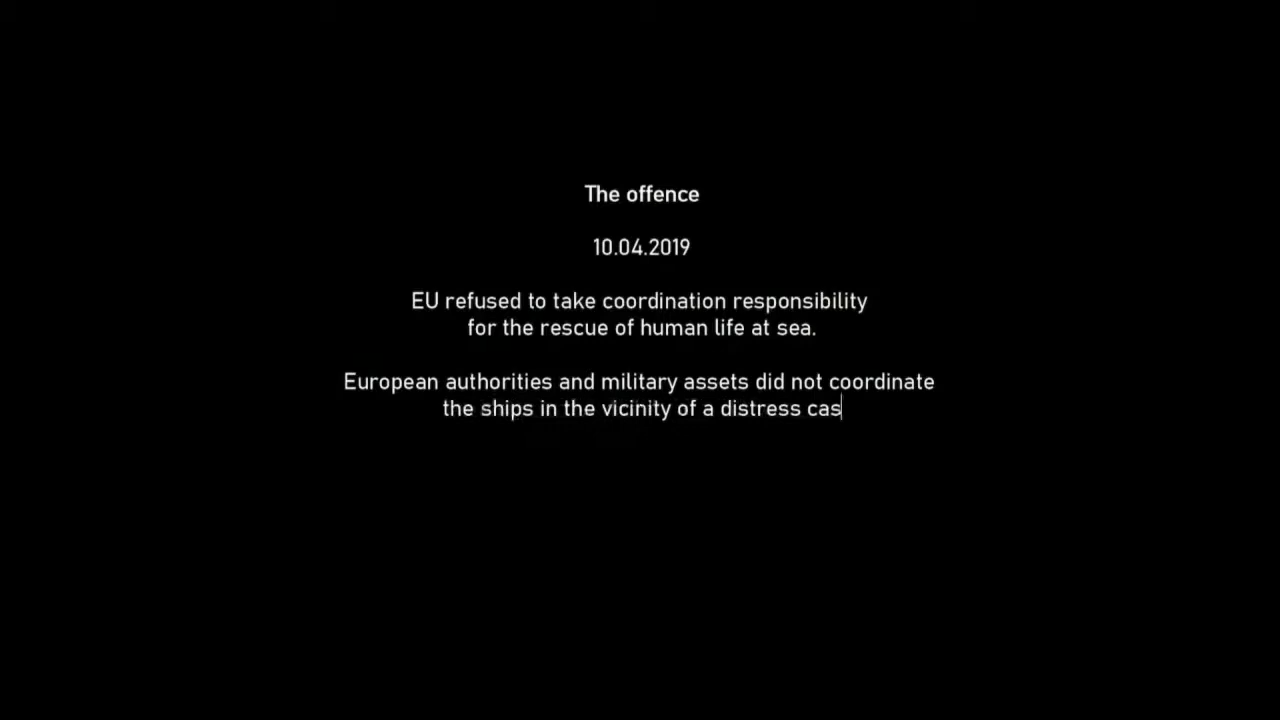 The offence
10.04.2019
EU refused to take coordination responsibility
for the rescue of human life at sea.
European authorities and military assets did not coordinate
the ships in the vicinity of a distress cas